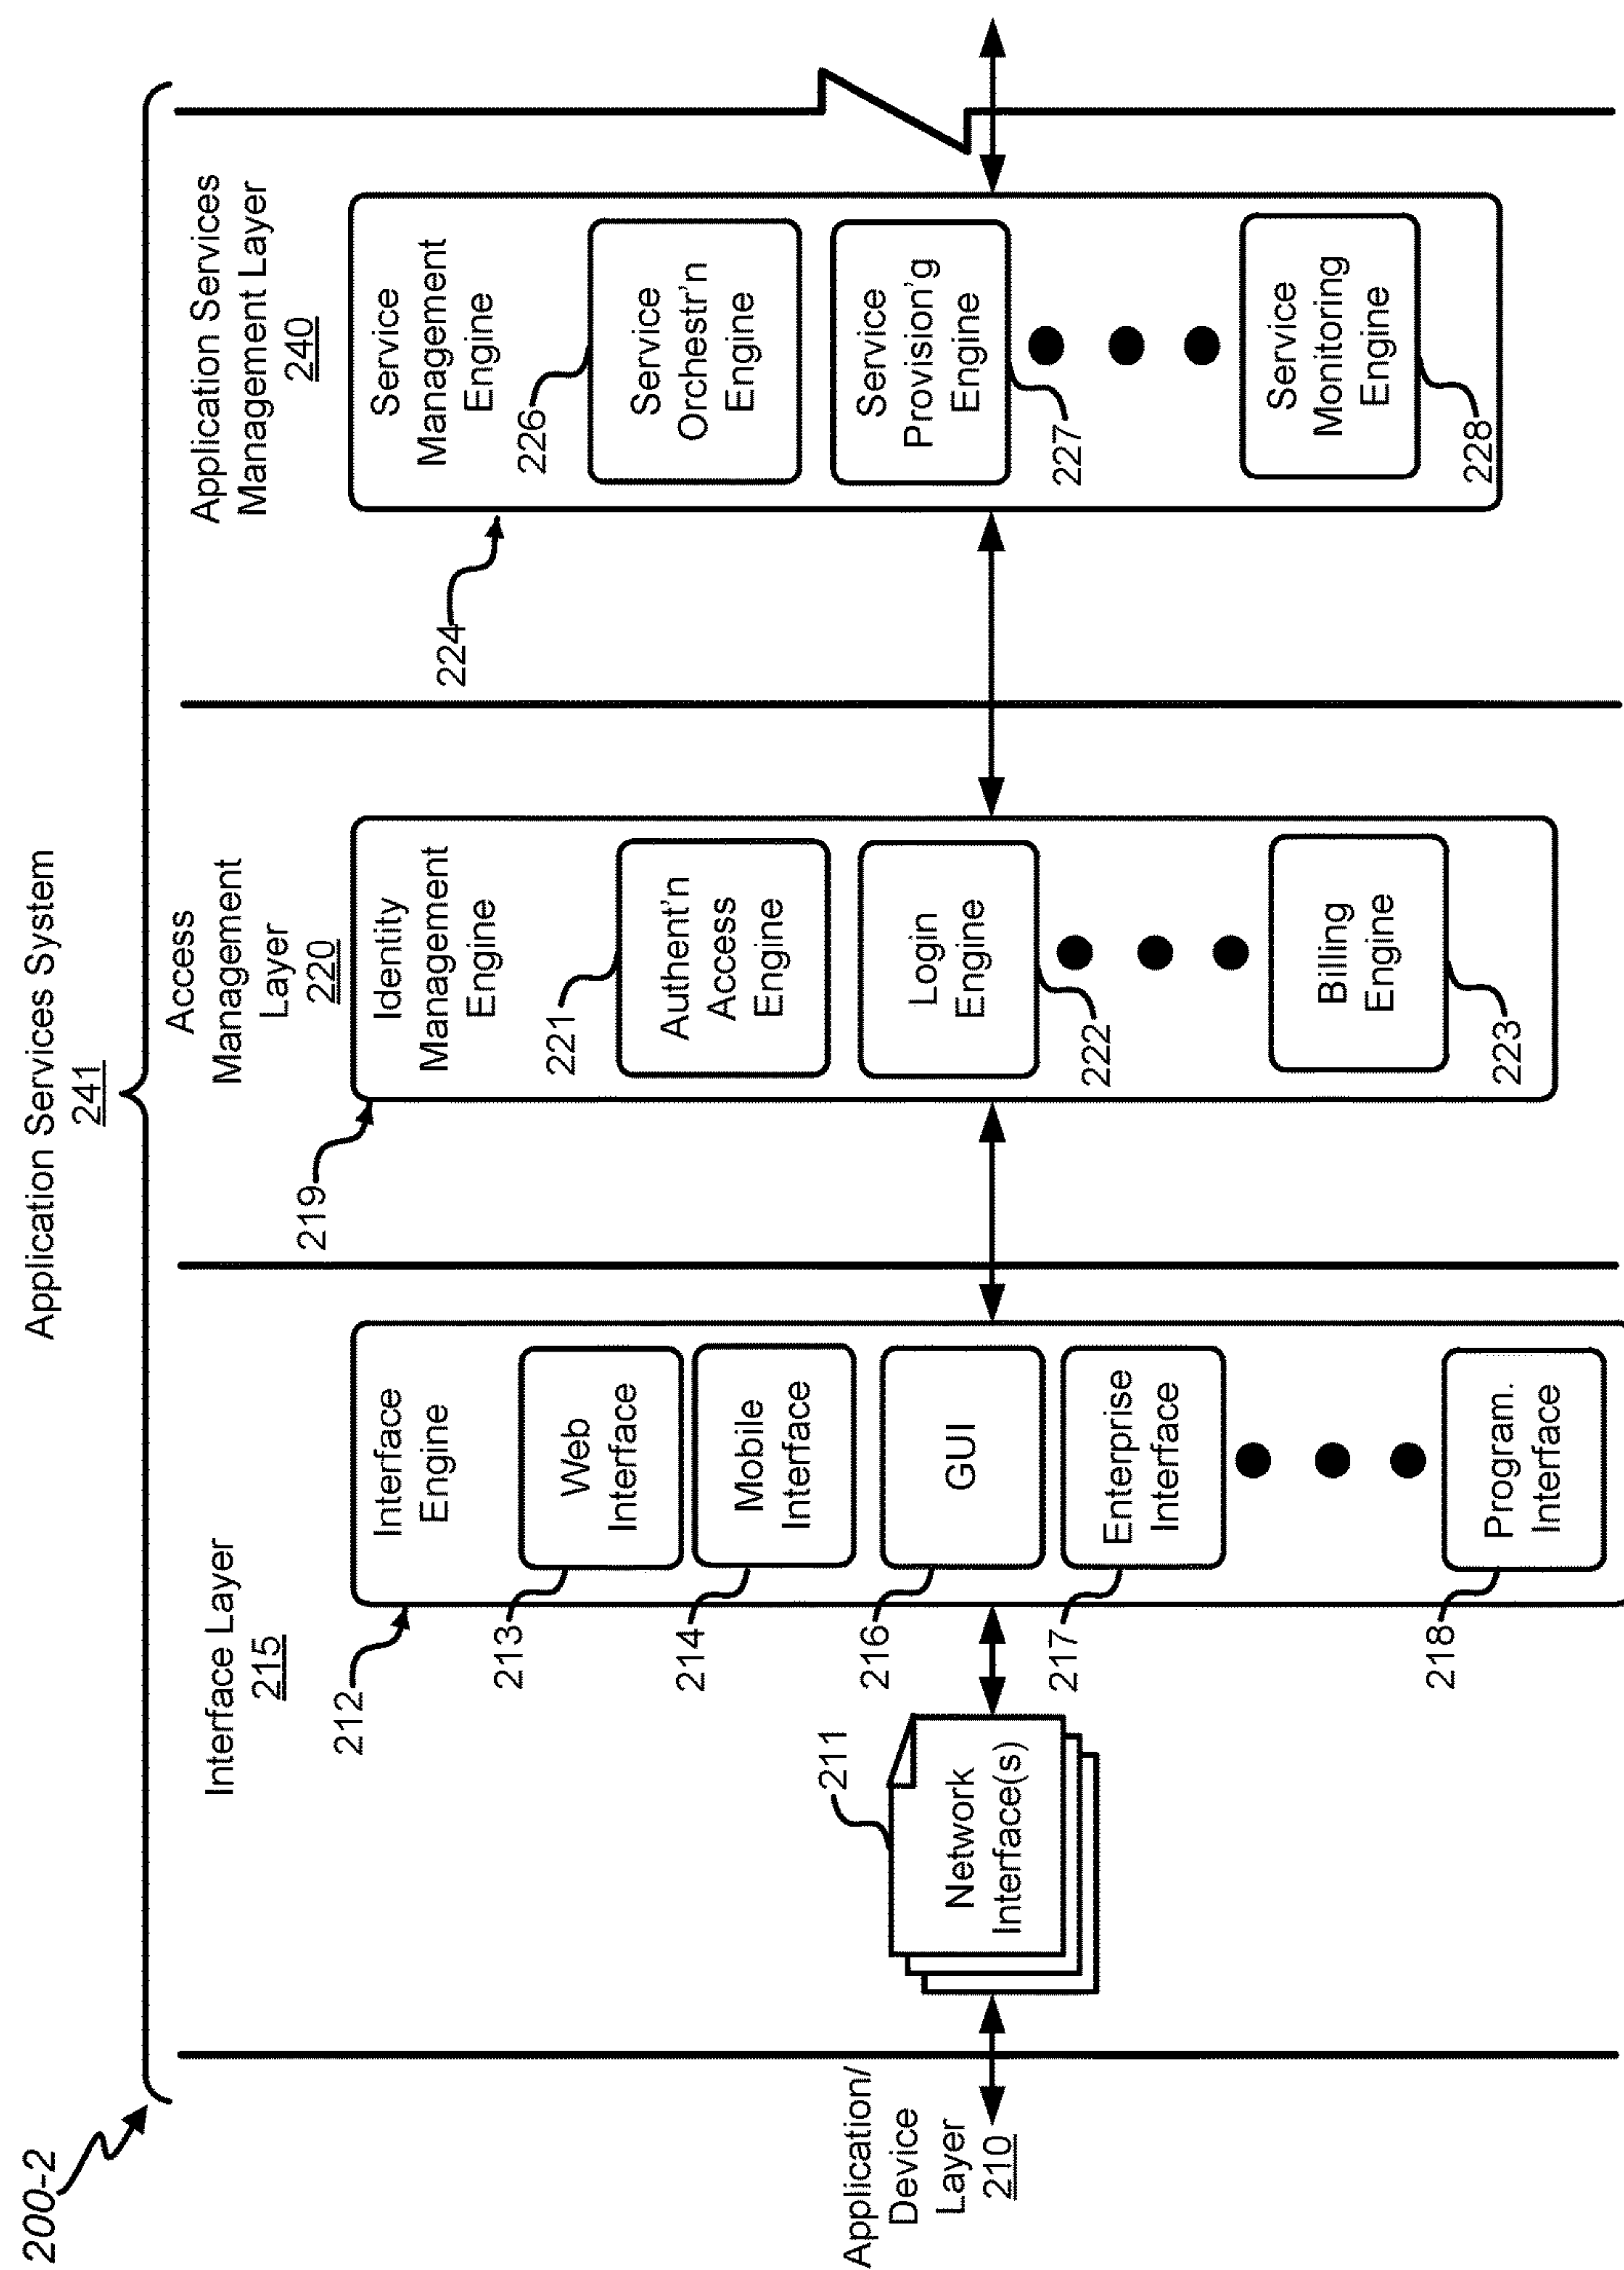 200-2
Application Services System
241
Application/
Device
Layer
210
Interface Layer
215
211
Network
Interface(s)
212
Interface
Engine
213
Web
Interface
214
Mobile
Interface
216
GUI
217
Enterprise
Interface
218
Program.
Interface
Access
Management
Layer
220
219
Identity
Management
Engine
221
Authent'n
Access
Engine
222
Login
Engine
223
Billing
Engine
Application Services
Management Layer
240
224
Service
Management
Engine
226
Service
Orchestr'n
Engine
227
Service
Provision'g
Engine
228
Service
Monitoring
Engine